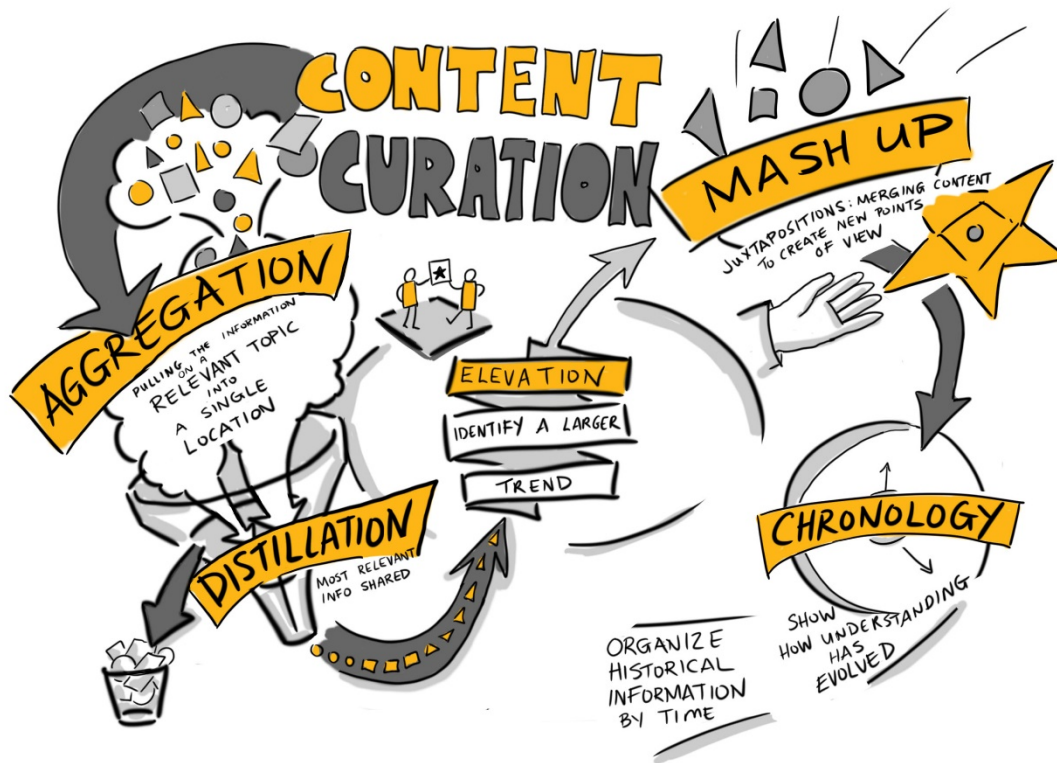 CONTENT
CURATION
AGGREGATION
PULLING THE INFORMATION
ON A
RELEVANT TOPIC
INTO
A SINGLE
LOCATION
DISTILLATION
MOST RELEVANT
INFO SHARED
ELEVATION
IDENTIFY A LARGER
TREND
MASH UP
JUXTAPOSITIONS: MERGING CONTENT
TO CREATE NEW POINTS
OF VIEW
CHRONOLOGY
SHOW
HOW UNDERSTANDING
HAS
EVOLVED
ORGANIZE
HISTORICAL
INFORMATION
BY TIME